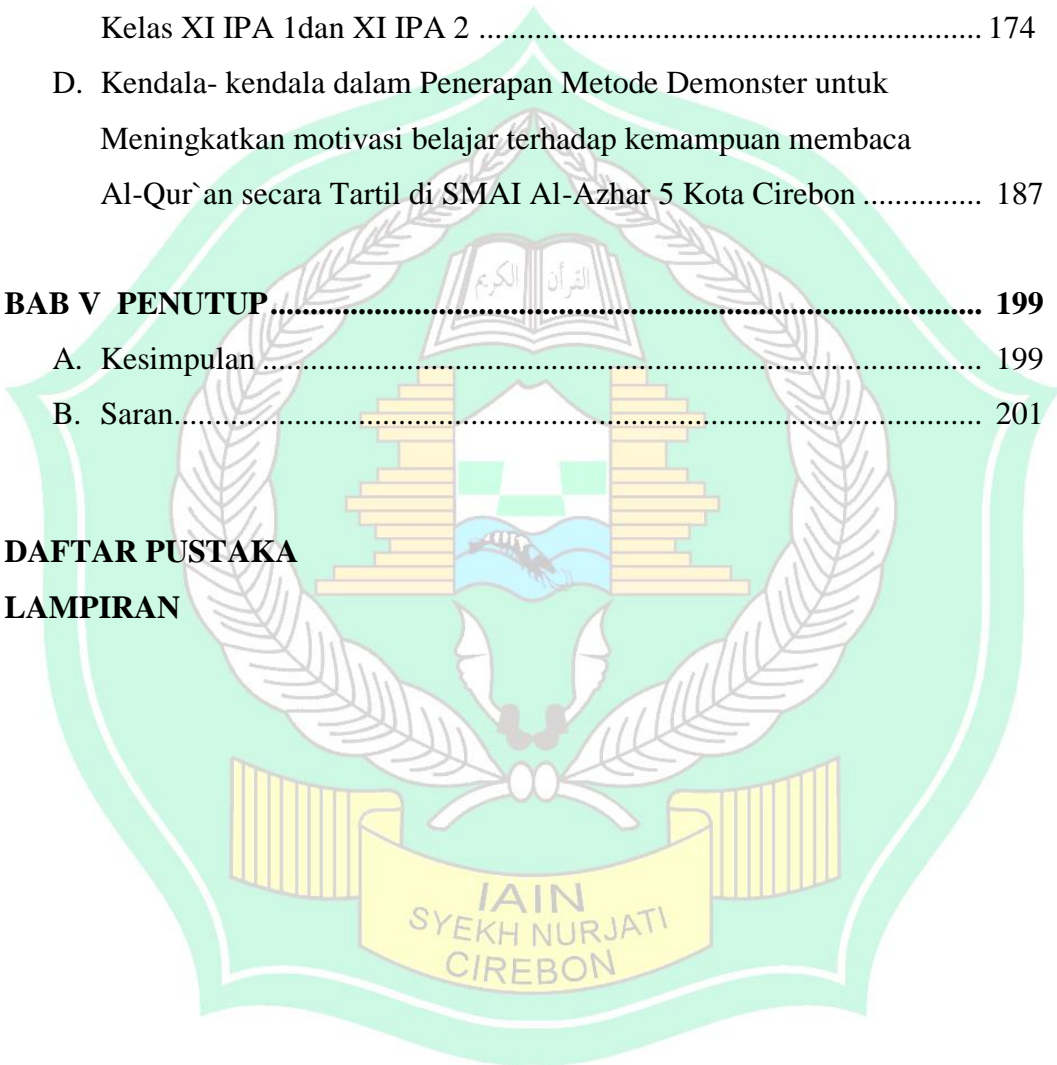 Kelas XI IPA 1dan XI IPA 2 ............................................................... 174
D. Kendala- kendala dalam Penerapan Metode Demonster untuk
Meningkatkan motivasi belajar terhadap kemampuan membaca
Al-Qur`an secara Tartil di SMAI Al-Azhar 5 Kota Cirebon ............... 187
القرآن الكريم
BAB V PENUTUP ........................................................................................ 199
A. Kesimpulan .......................................................................................... 199
B. Saran..................................................................................................... 201
DAFTAR PUSTAKA
LAMPIRAN
IAIN
SYEKH NURJATI
CIREBON